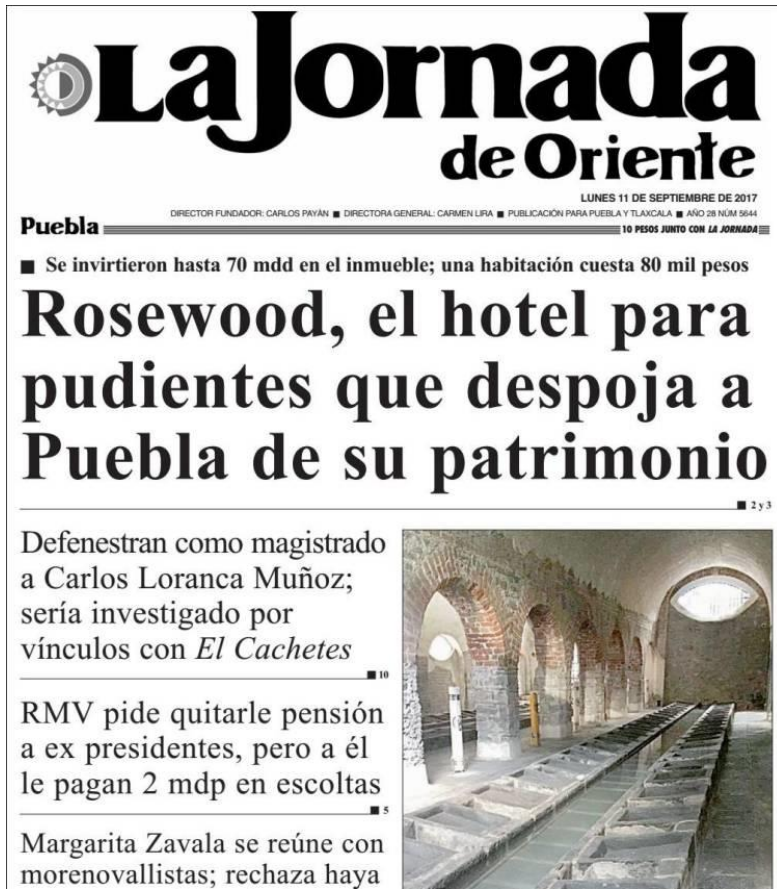 La Jornada
de Oriente
LUNES 11 DE SEPTIEMBRE DE 2017
DIRECTOR FUNDADOR: CARLOS PAYÁN ■ DIRECTORA GENERAL: CARMEN LIRA ■ PUBLICACIÓN PARA PUEBLA Y TLAXCALA ■ AÑO 28 NÚM 5644
Puebla
10 PESOS JUNTO CON LA JORNADA
■ Se invirtieron hasta 70 mdd en el inmueble; una habitación cuesta 80 mil pesos
Rosewood, el hotel para
pudientes que despoja a
Puebla de su patrimonio
■ 2 y 3
Defenestran como magistrado
a Carlos Loranca Muñoz;
sería investigado por
vínculos con El Cachetes
■ 10
RMV pide quitarle pensión
a ex presidentes, pero a él
le pagan 2 mdp en escoltas
■ 5
Margarita Zavala se reúne con
morenovallistas; rechaza haya